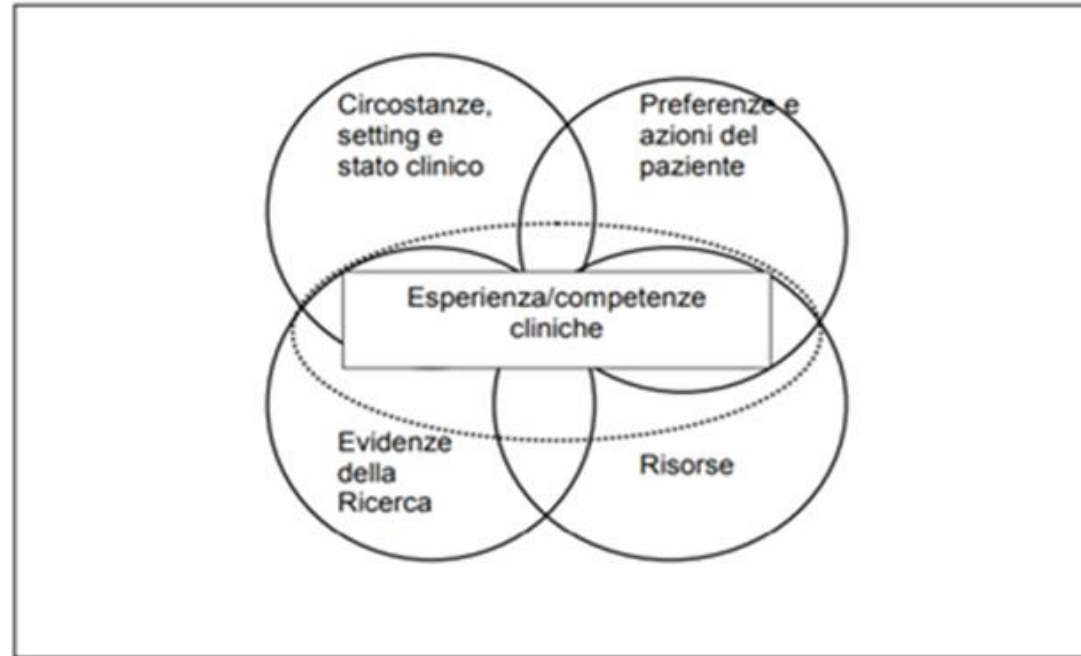 Circostanze,
setting e
stato clinico
Preferenze e
azioni del
paziente
Esperienza/competenze
cliniche
Evidenze
della
Ricerca
Risorse